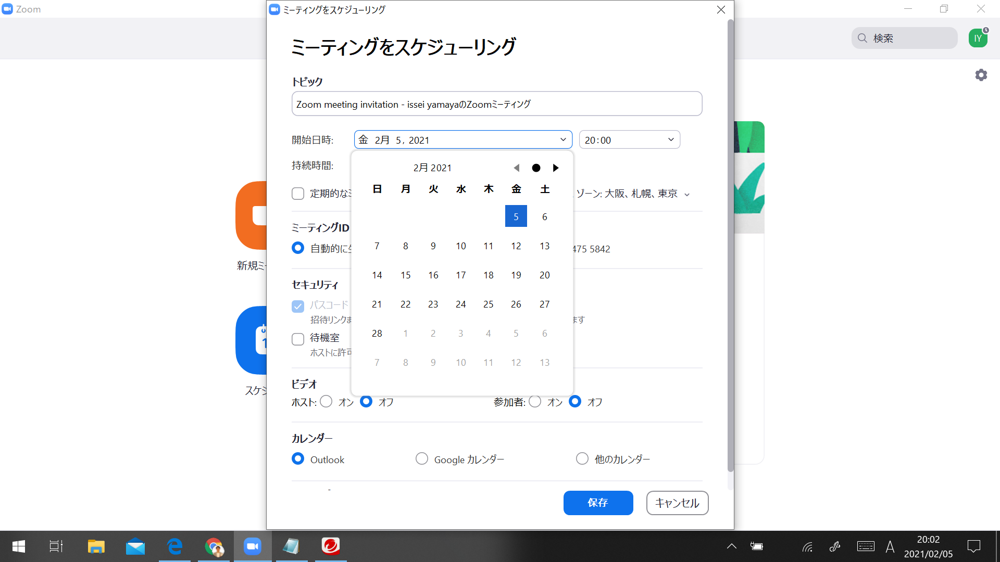 Zoom
ミーティングをスケジューリング
検索
IY
ミーティングをスケジューリング
トピック
Zoom meeting invitation - issei yamayaのZoomミーティング
開始日時: 金 2月 5, 2021 20:00
持続時間:
2月 2021
日 月 火 水 木 金 土
5 6
7 8 9 10 11 12 13
14 15 16 17 18 19 20
21 22 23 24 25 26 27
28 1 2 3 4 5 6
7 8 9 10 11 12 13
定期的な
ゾーン: 大阪、札幌、東京
ミーティングID
自動的に
475 5842
セキュリティ
パスコード
招待リンクま
ます
待機室
ホストに許可
ビデオ
ホスト: オン オフ 参加者: オン オフ
カレンダー
Outlook Google カレンダー 他のカレンダー
保存 キャンセル
新規ミー
スケジ
A
20:02
2021/02/05